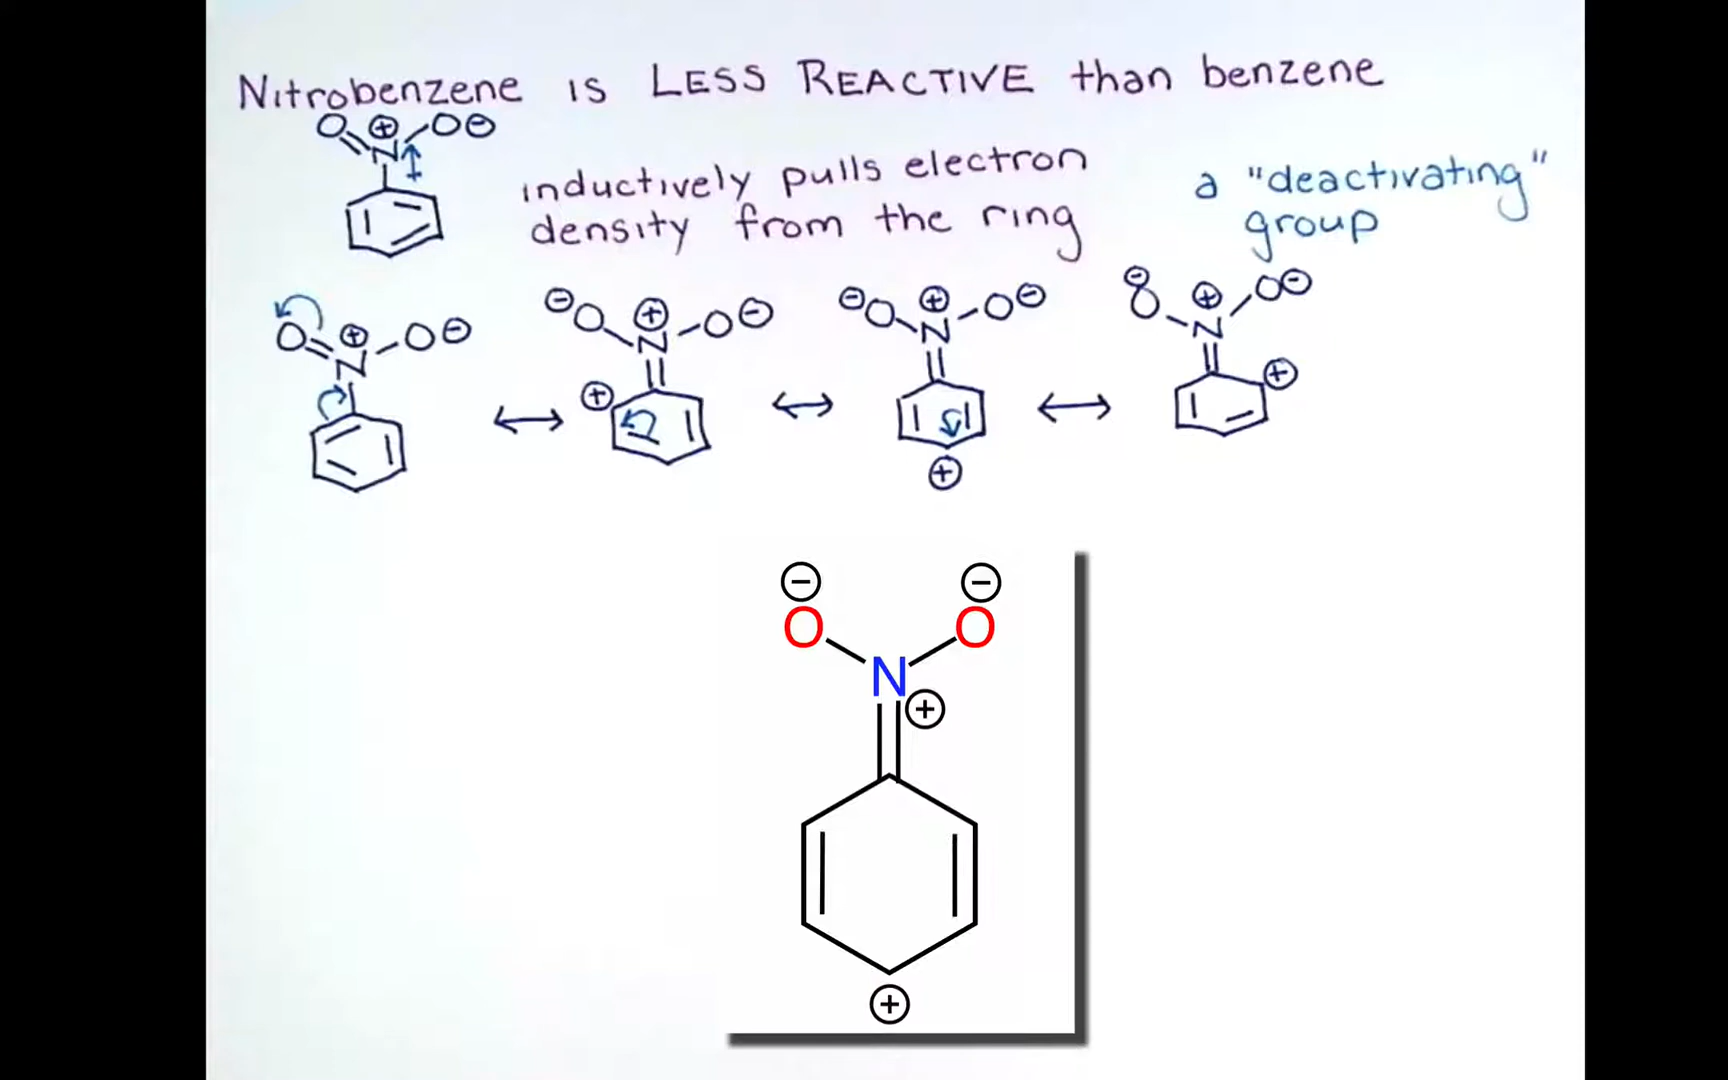 Nitrobenzene is LESS REACTIVE than benzene
O ⊕ O⊖
N
inductively pulls electron
density from the ring
a "deactivating"
group
O ⊕ O⊖
N
⊖O ⊕ O⊖
N
⊕
⊖O ⊕ O⊖
N
⊕
⊖
O ⊕ O⊖
N
⊕
⊖ ⊖
O O
N
⊕
⊕